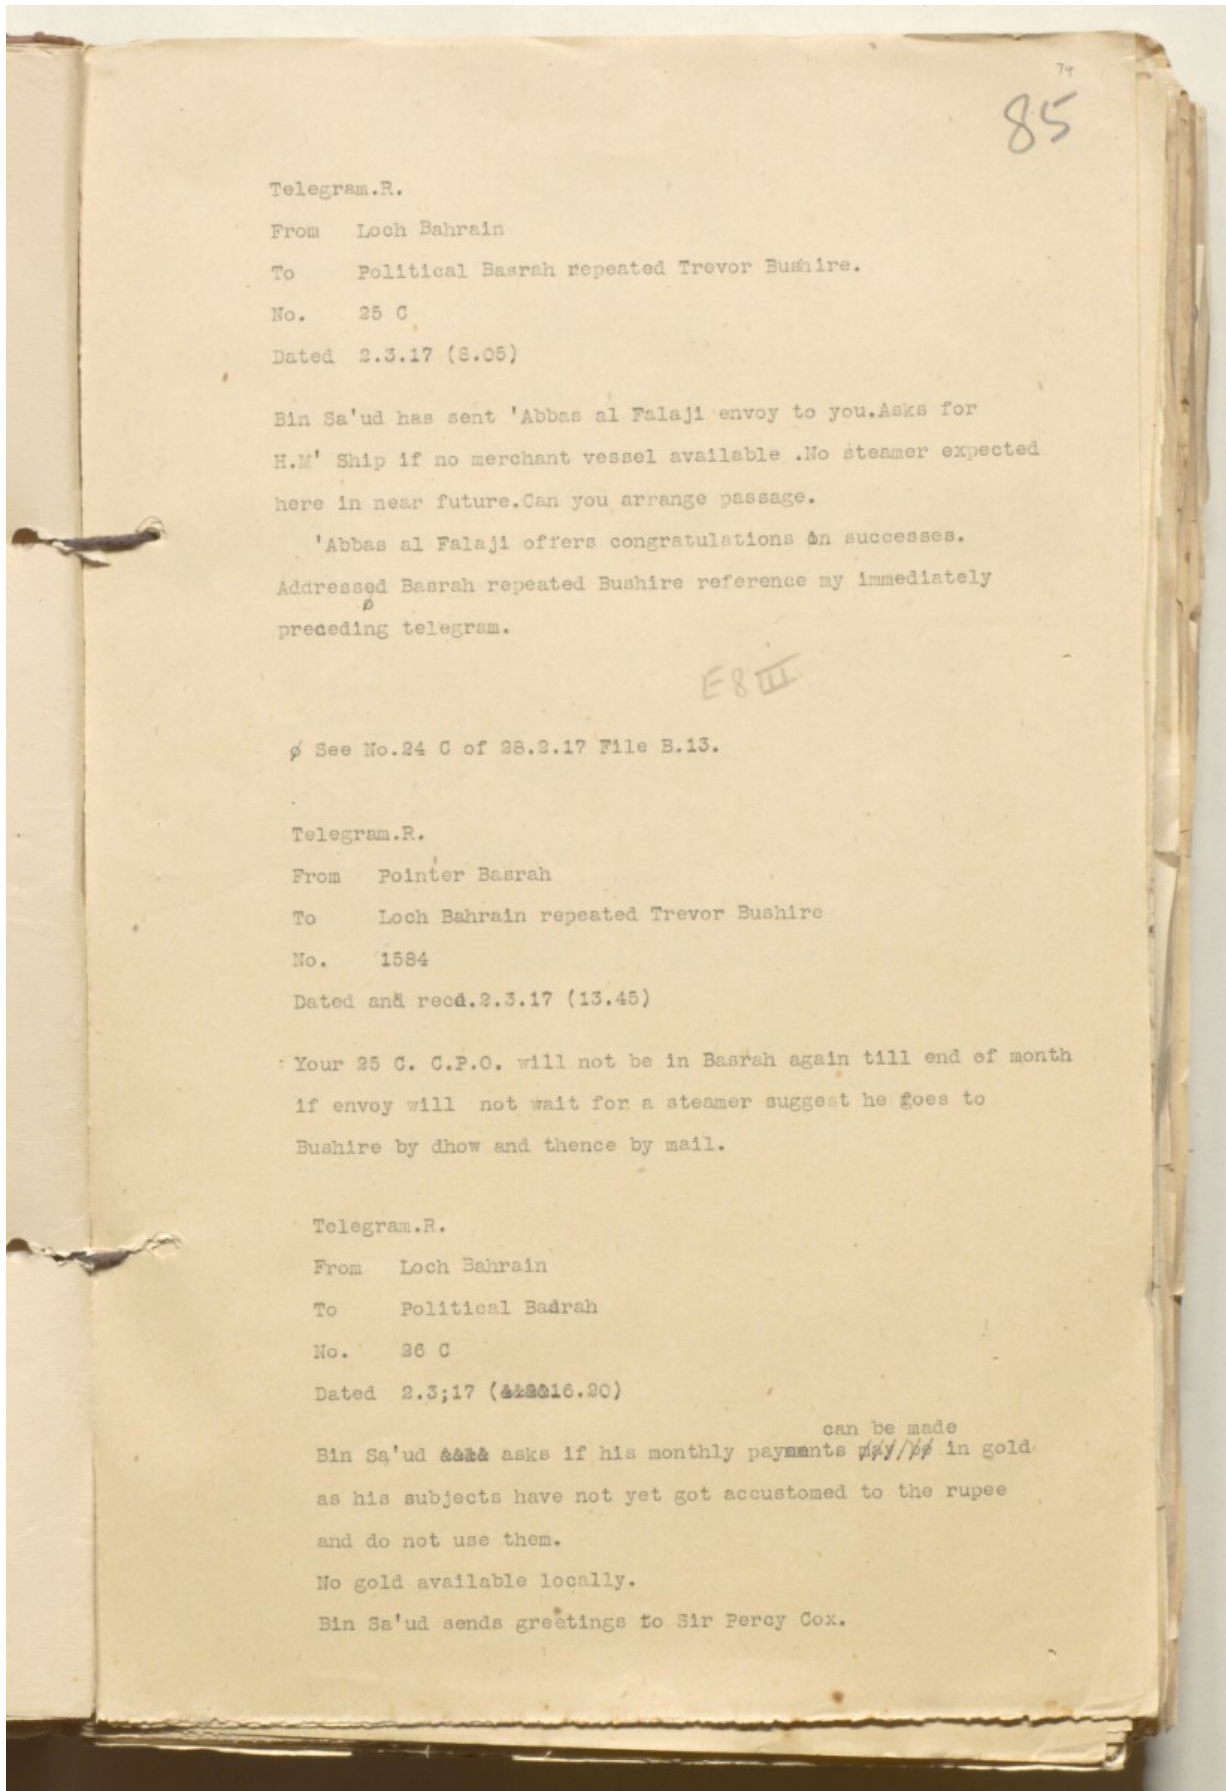 74
85
Telegram.R.
From Loch Bahrain
To Political Basrah repeated Trevor Bushire.
No. 25 C
Dated 2.3.17 (8.05)
Bin Sa'ud has sent 'Abbas al Falaji envoy to you.Asks for
H.M' Ship if no merchant vessel available .No steamer expected
here in near future.Can you arrange passage.
'Abbas al Falaji offers congratulations on successes.
Addressed Basrah repeated Bushire reference my immediately
ø
preceding telegram.
E8 III
ø See No.24 C of 28.2.17 File B.13.
Telegram.R.
From Pointer Basrah
To Loch Bahrain repeated Trevor Bushire
No. 1584
Dated and recd.2.3.17 (13.45)
Your 25 C. C.P.O. will not be in Basrah again till end of month
if envoy will not wait for a steamer suggest he goes to
Bushire by dhow and thence by mail.
Telegram.R.
From Loch Bahrain
To Political Badrah
No. 26 C
Dated 2.3;17 (16.20)
can be made
Bin Sa'ud asks if his monthly payments may be in gold
as his subjects have not yet got accustomed to the rupee
and do not use them.
No gold available locally.
Bin Sa'ud sends greetings to Sir Percy Cox.